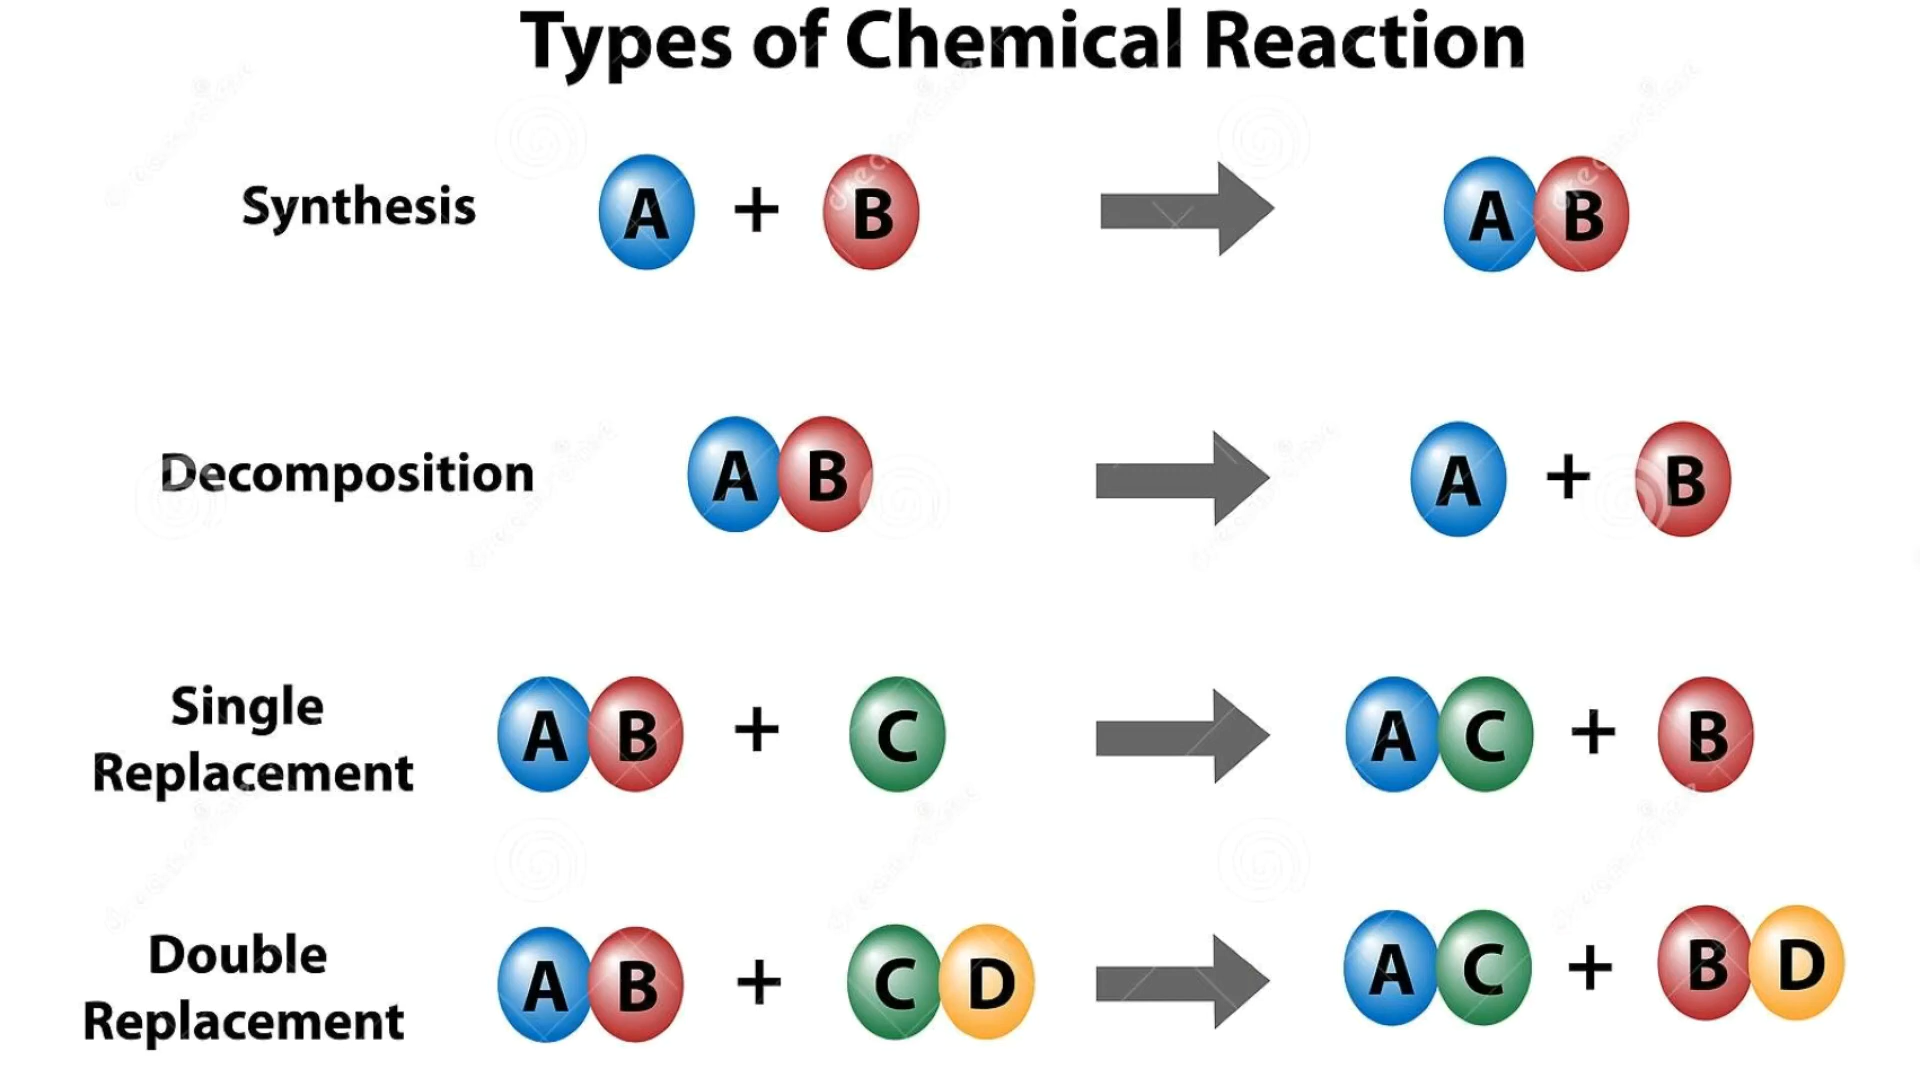 Types of Chemical Reaction
Synthesis A + B AB
Decomposition AB A + B
Single
Replacement AB + C AC + B
Double
Replacement AB + CD AC + BD